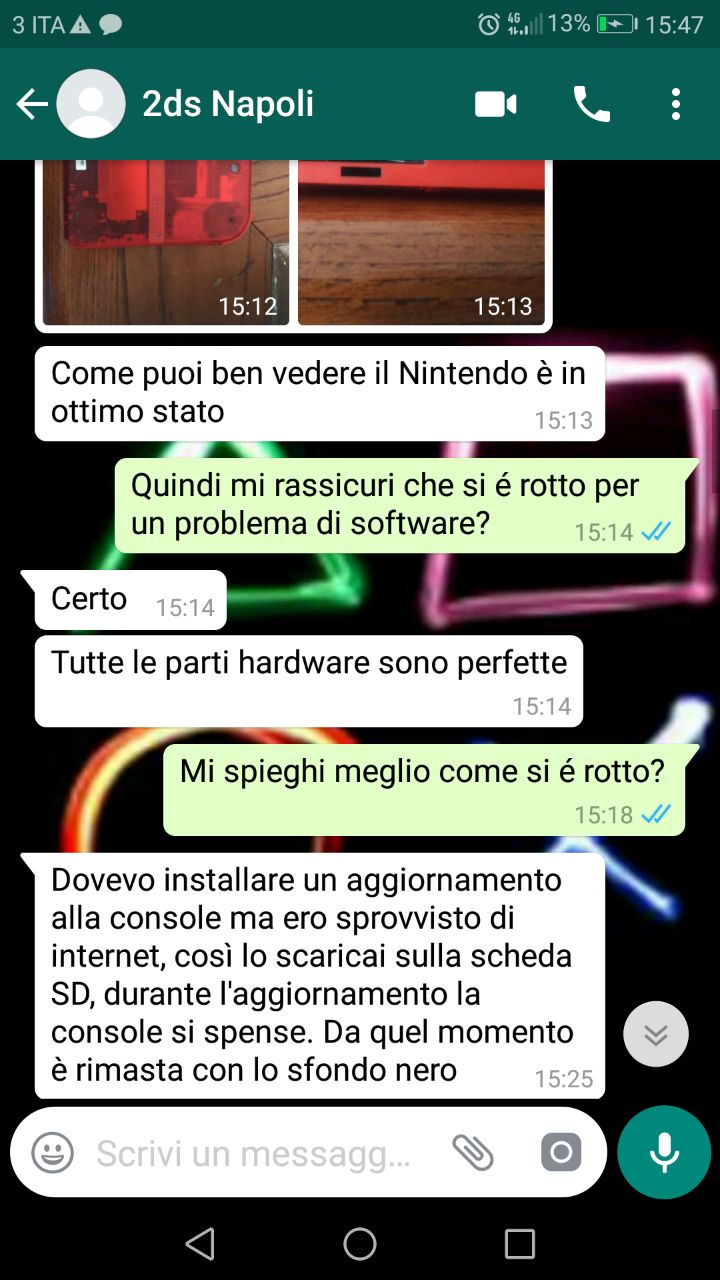 3 ITA 4G 13% 15:47
2ds Napoli
15:12 15:13
Come puoi ben vedere il Nintendo è in
ottimo stato 15:13
Quindi mi rassicuri che si é rotto per
un problema di software? 15:14
Certo 15:14
Tutte le parti hardware sono perfette
15:14
Mi spieghi meglio come si é rotto?
15:18
Dovevo installare un aggiornamento
alla console ma ero sprovvisto di
internet, così lo scaricai sulla scheda
SD, durante l'aggiornamento la
console si spense. Da quel momento
è rimasta con lo sfondo nero 15:25
Scrivi un messagg...